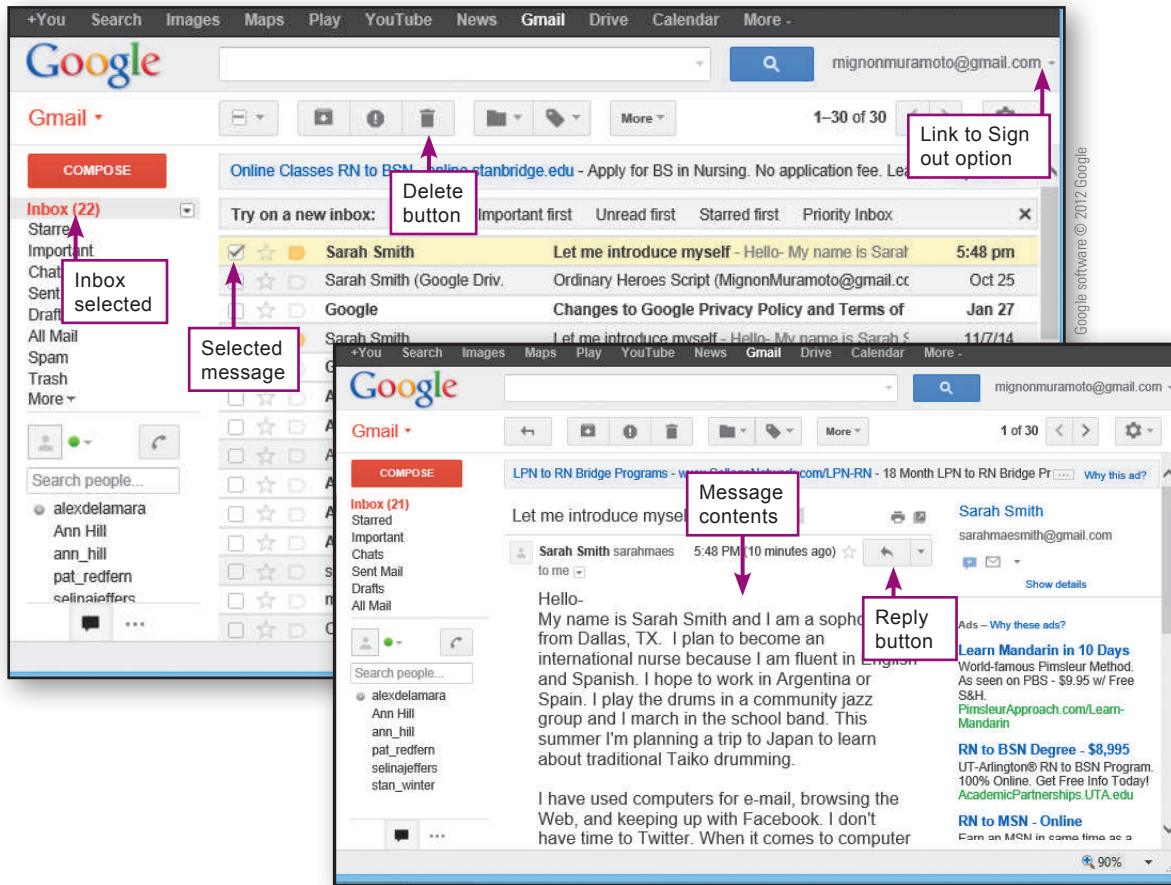 +You Search Images Maps Play YouTube News Gmail Drive Calendar More
Google
mignonmuramoto@gmail.com
Gmail
More
1–30 of 30
Link to Sign
out option
COMPOSE
Online Classes RN to BSN - online.stanbridge.edu - Apply for BS in Nursing. No application fee.
Delete
button
Inbox (22)
Try on a new inbox: Important first Unread first Starred first Priority Inbox
Starred
Important
Sent
All Mail
Spam
Trash
More
Inbox
selected
Sarah Smith Let me introduce myself - Hello- My name is Sarah 5:48 pm
Sarah Smith (Google Driv. Ordinary Heroes Script (MignonMuramoto@gmail.cc Oct 25
Google Changes to Google Privacy Policy and Terms of Jan 27
Sarah Smith Let me introduce myself - Hello- My name is Sarah S 11/7/14
Selected
message
Search people...
alexdelamara
Ann Hill
ann_hill
pat_redfern
selinajeffers
Google software © 2012 Google
+You Search Images Maps Play YouTube News Gmail Drive Calendar More
Google
mignonmuramoto@gmail.com
Gmail
More
1 of 30
COMPOSE
LPN to RN Bridge Programs - www.CollegeNetwork.com/LPN-RN - 18 Month LPN to RN Bridge Pr Why this ad?
Message
contents
Inbox (21)
Starred
Important
Chats
Sent Mail
Drafts
All Mail
Search people...
alexdelamara
Ann Hill
ann_hill
pat_redfern
selinajeffers
stan_winter
Let me introduce mysel
Sarah Smith sarahmaes 5:48 PM (10 minutes ago)
to me
Reply
button
Hello-
My name is Sarah Smith and I am a sopho
from Dallas, TX. I plan to become an
international nurse because I am fluent in English
and Spanish. I hope to work in Argentina or
Spain. I play the drums in a community jazz
group and I march in the school band. This
summer I'm planning a trip to Japan to learn
about traditional Taiko drumming.
I have used computers for e-mail, browsing the
Web, and keeping up with Facebook. I don't
have time to Twitter. When it comes to computer
Sarah Smith
sarahmaesmith@gmail.com
Show details
Ads – Why these ads?
Learn Mandarin in 10 Days
World-famous Pimsleur Method.
As seen on PBS - $9.95 w/ Free
S&H.
PimsleurApproach.com/Learn-
Mandarin
RN to BSN Degree - $8,995
UT-Arlington® RN to BSN Program.
100% Online. Get Free Info Today!
AcademicPartnerships.UTA.edu
RN to MSN - Online
Earn an MSN in same time as a
90%